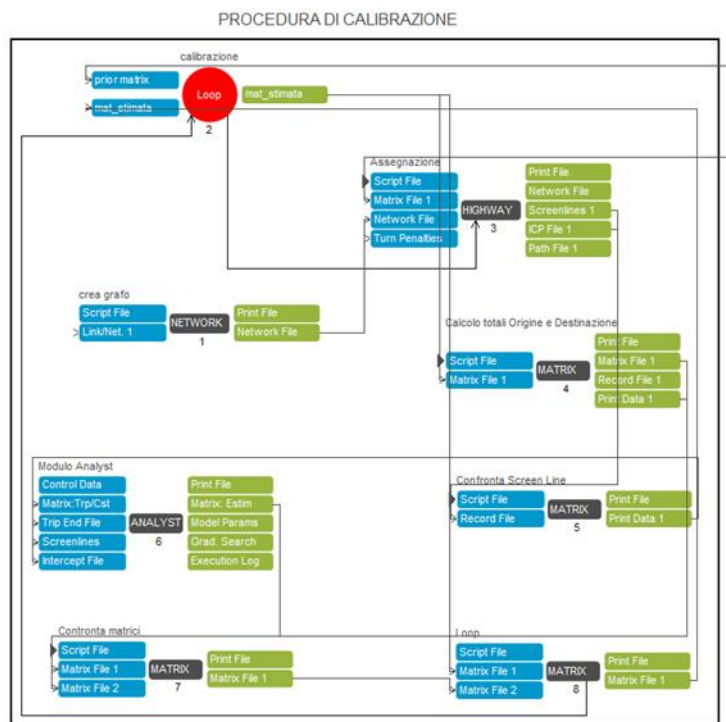 PROCEDURA DI CALIBRAZIONE
calibrazione
prior matrix
mat_stimata
Loop
mat_stimata
2
Assegnazione
Script File
Matrix File 1
Network File
Turn Penalties
HIGHWAY
3
Print File
Network File
Screenlines 1
ICP File 1
Path File 1
crea grafo
Script File
Link/Net. 1
NETWORK
1
Print File
Network File
Calcolo totali Origine e Destinazione
Script File
Matrix File 1
MATRIX
4
Print File
Matrix File 1
Record File 1
Print Data 1
Modulo Analyst
Control Data
Matrix:Trp/Cst
Trip End File
Screenlines
Intercept File
ANALYST
6
Print File
Matrix: Estim
Model Params
Grad. Search
Execution Log
Confronta Screen Line
Script File
Record File
MATRIX
5
Print File
Print Data 1
Confronta matrici
Script File
Matrix File 1
Matrix File 2
MATRIX
7
Print File
Matrix File 1
Loop
Script File
Matrix File 1
Matrix File 2
MATRIX
8
Print File
Matrix File 1